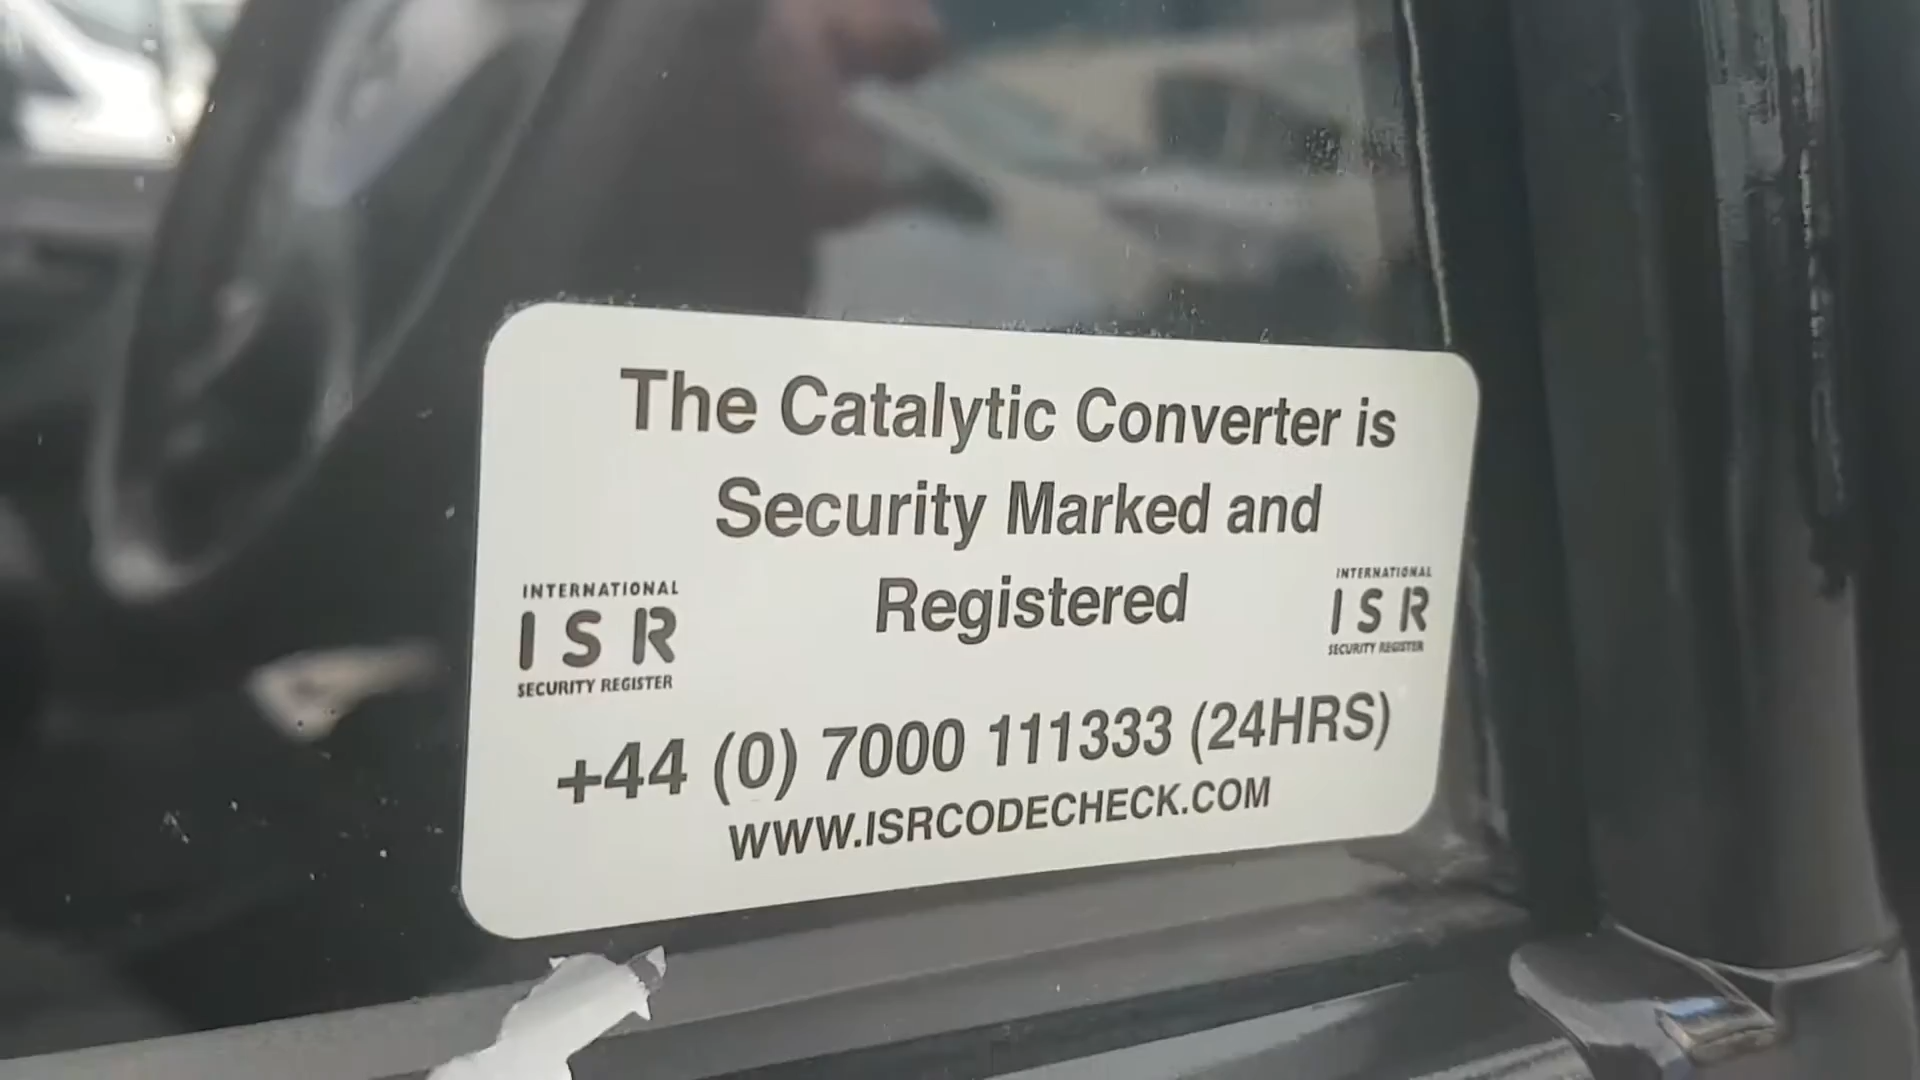 The Catalytic Converter is
Security Marked and
Registered
INTERNATIONAL
ISR
SECURITY REGISTER
INTERNATIONAL
ISR
SECURITY REGISTER
+44 (0) 7000 111333 (24HRS)
WWW.ISRCODECHECK.COM